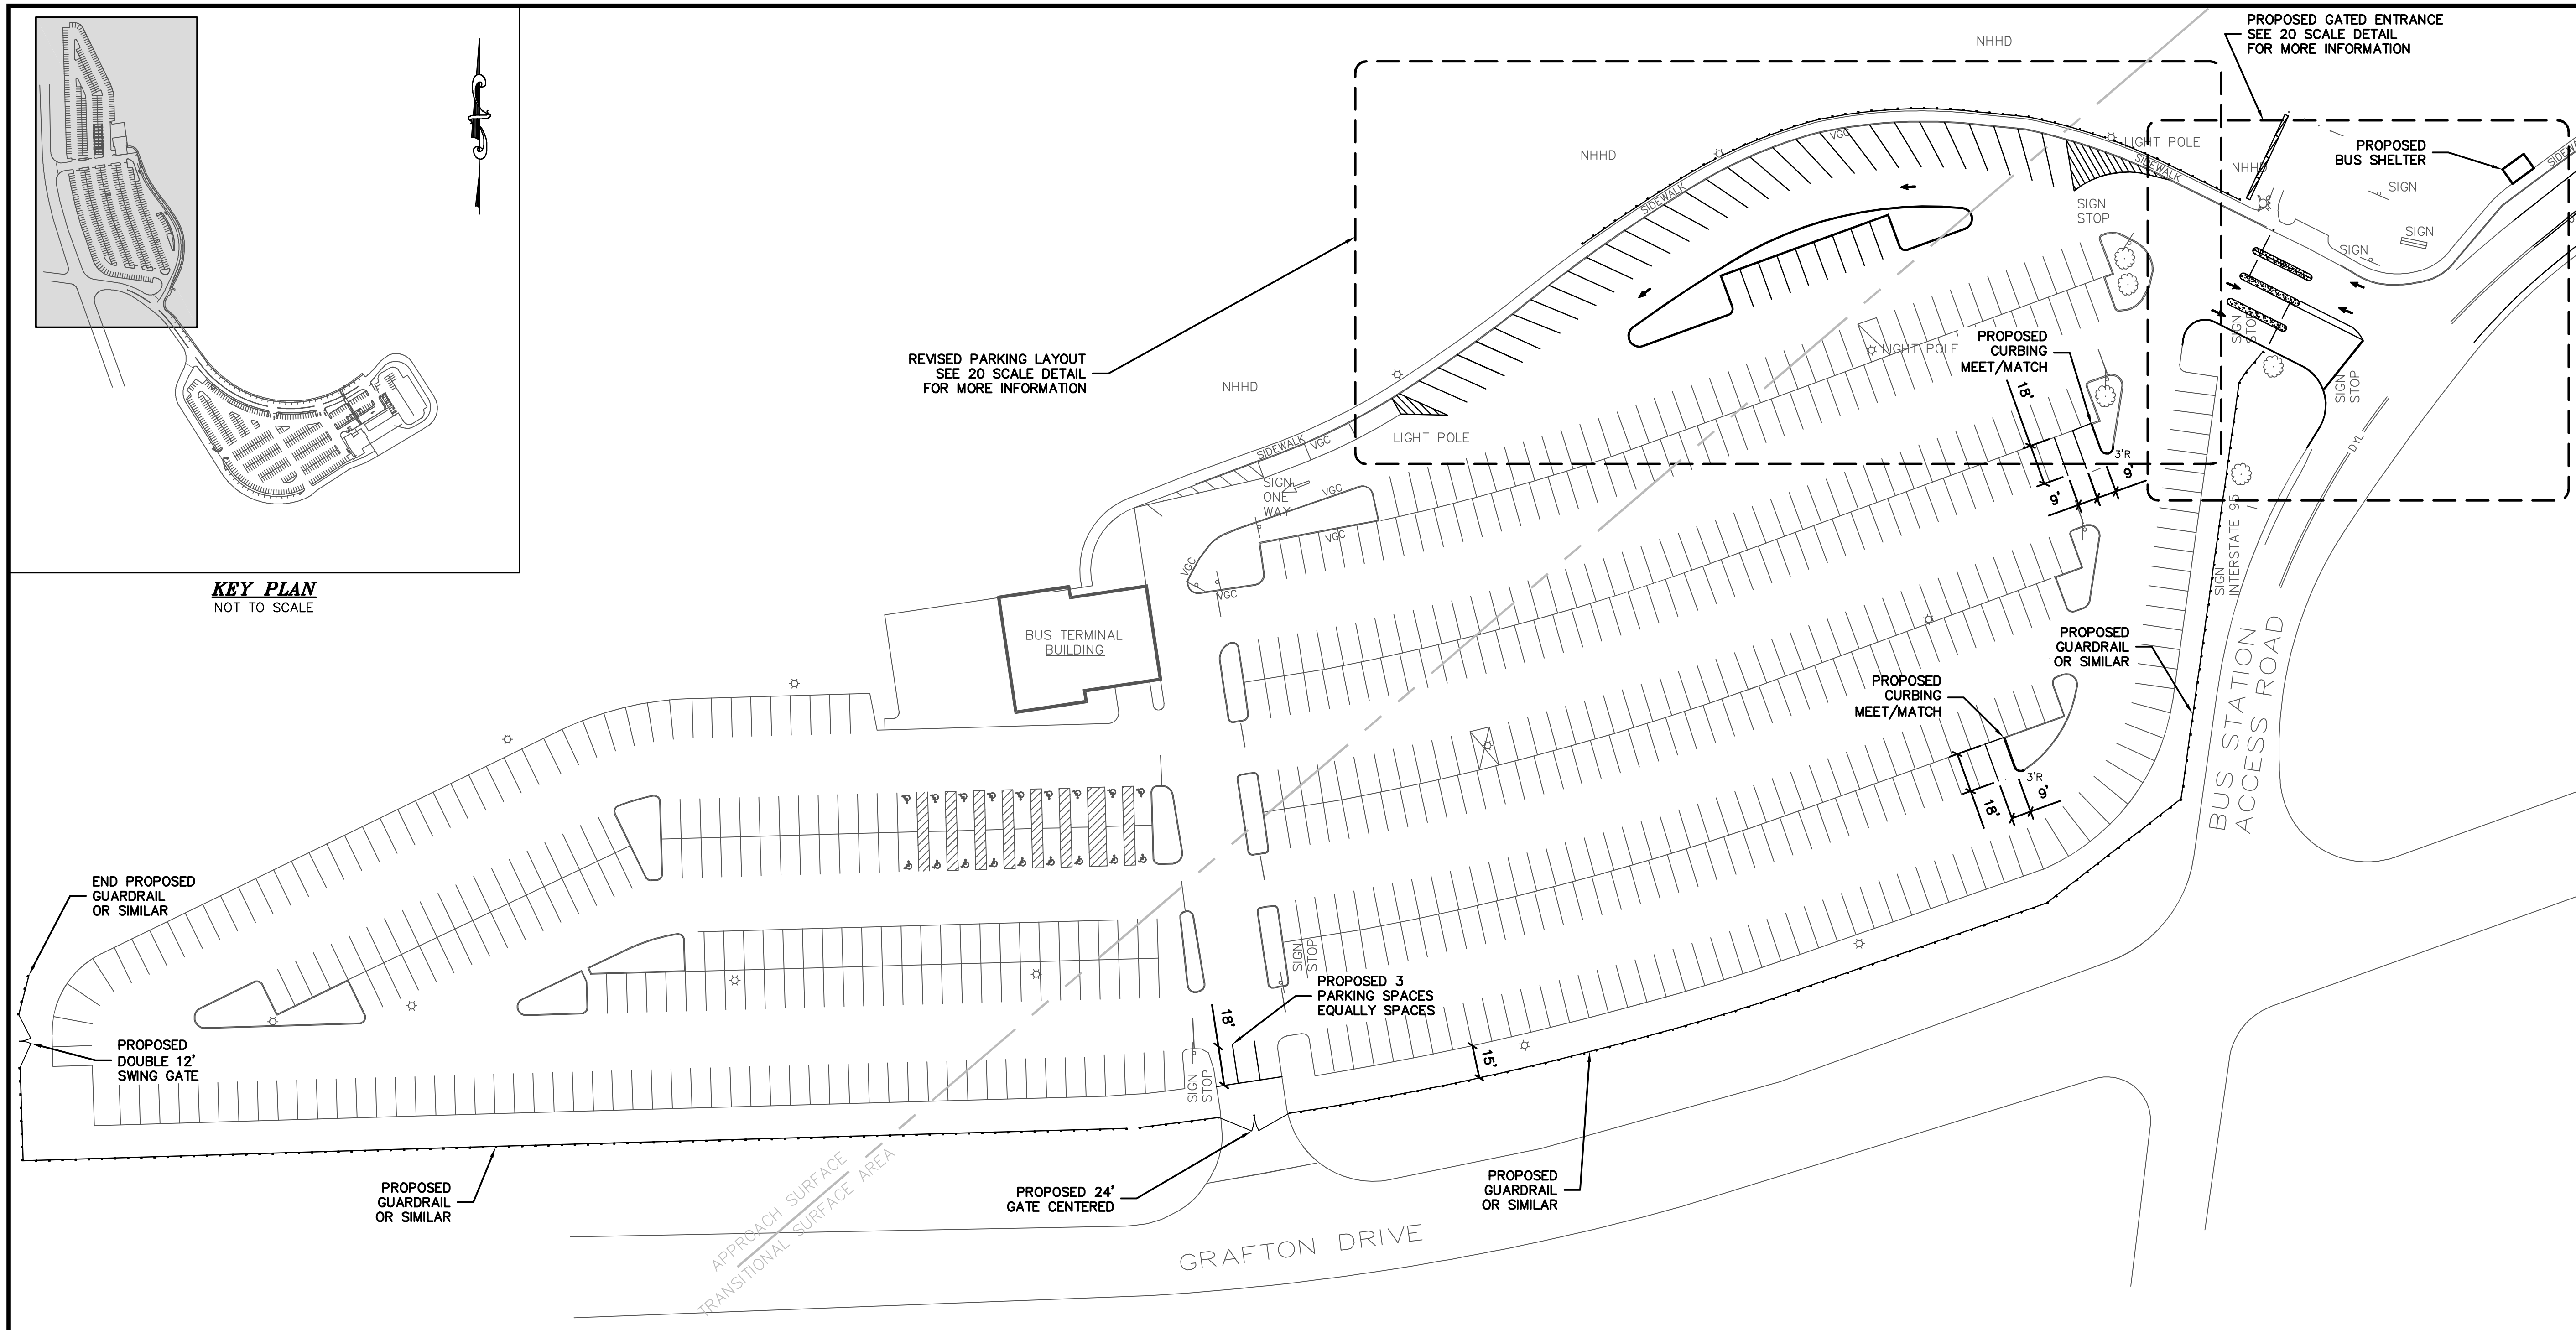 KEY PLAN
NOT TO SCALE
NHHD
PROPOSED GATED ENTRANCE
SEE 20 SCALE DETAIL
FOR MORE INFORMATION
NHHD
VGC
LIGHT POLE
SIDEWALK
NHHD
PROPOSED
BUS SHELTER
SIGN
SIGN
SIGN
SIDEWALK
SIGN
STOP
REVISED PARKING LAYOUT
SEE 20 SCALE DETAIL
FOR MORE INFORMATION
NHHD
LIGHT POLE
PROPOSED
CURBING
MEET/MATCH
18'
3'R
9'
9'
SIGN
STOP
SIGN
STOP
DYL
LIGHT POLE
SIDEWALK
VGC
SIGN
ONE
WAY
VGC
VGC
VGC
VGC
SIGN
INTERSTATE 95
BUS TERMINAL
BUILDING
PROPOSED
GUARDRAIL
OR SIMILAR
PROPOSED
CURBING
MEET/MATCH
3'R
18'
9'
BUS STATION
ACCESS ROAD
END PROPOSED
GUARDRAIL
OR SIMILAR
PROPOSED
DOUBLE 12'
SWING GATE
SIGN
STOP
PROPOSED 3
PARKING SPACES
EQUALLY SPACES
18'
15'
SIGN
STOP
PROPOSED
GUARDRAIL
OR SIMILAR
APPROACH SURFACE
TRANSITIONAL SURFACE AREA
PROPOSED 24'
GATE CENTERED
PROPOSED
GUARDRAIL
OR SIMILAR
GRAFTON DRIVE